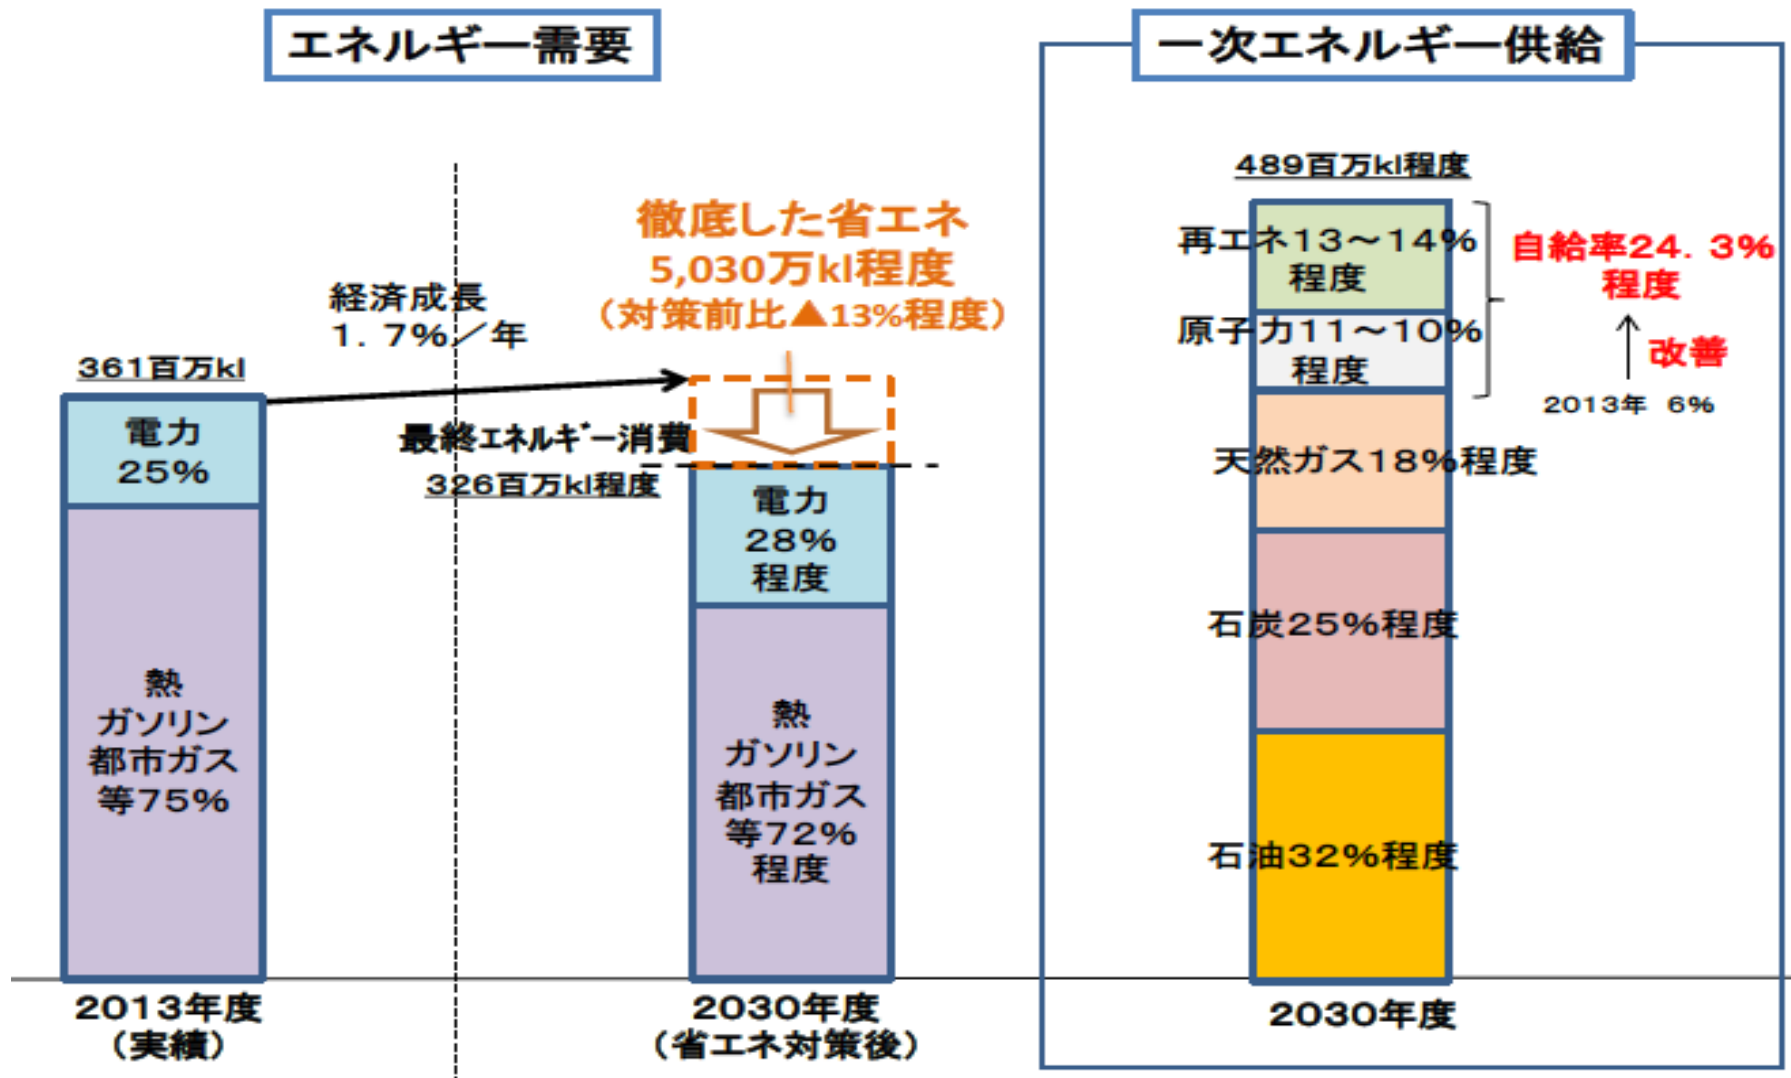 エネルギー需要
一次エネルギー供給
361百万kl
電力
25%
熱
ガソリン
都市ガス
等75%
2013年度
(実績)
経済成長
1.7%/年
徹底した省エネ
5,030万kl程度
(対策前比▲13%程度)
最終エネルギー消費
326百万kl程度
電力
28%
程度
熱
ガソリン
都市ガス
等72%
程度
2030年度
(省エネ対策後)
489百万kl程度
再エネ13~14%
程度
原子力11~10%
程度
天然ガス18%程度
石炭25%程度
石油32%程度
2030年度
自給率24.3%
程度
改善
2013年 6%